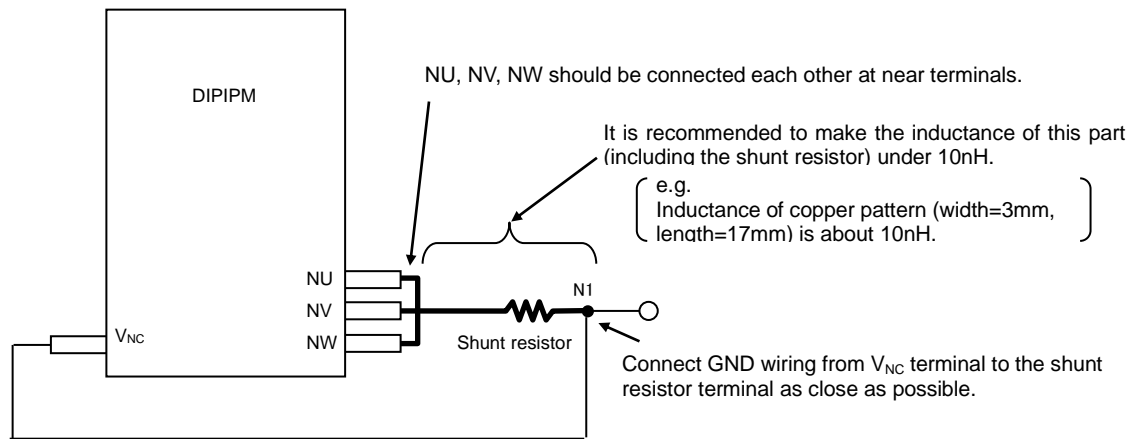 NU, NV, NW should be connected each other at near terminals.
DIPIPM
It is recommended to make the inductance of this part
(including the shunt resistor) under 10nH.
e.g.
Inductance of copper pattern (width=3mm,
length=17mm) is about 10nH.
NU
N1
NV
VNC
NW
Shunt resistor
Connect GND wiring from VNC terminal to the shunt
resistor terminal as close as possible.